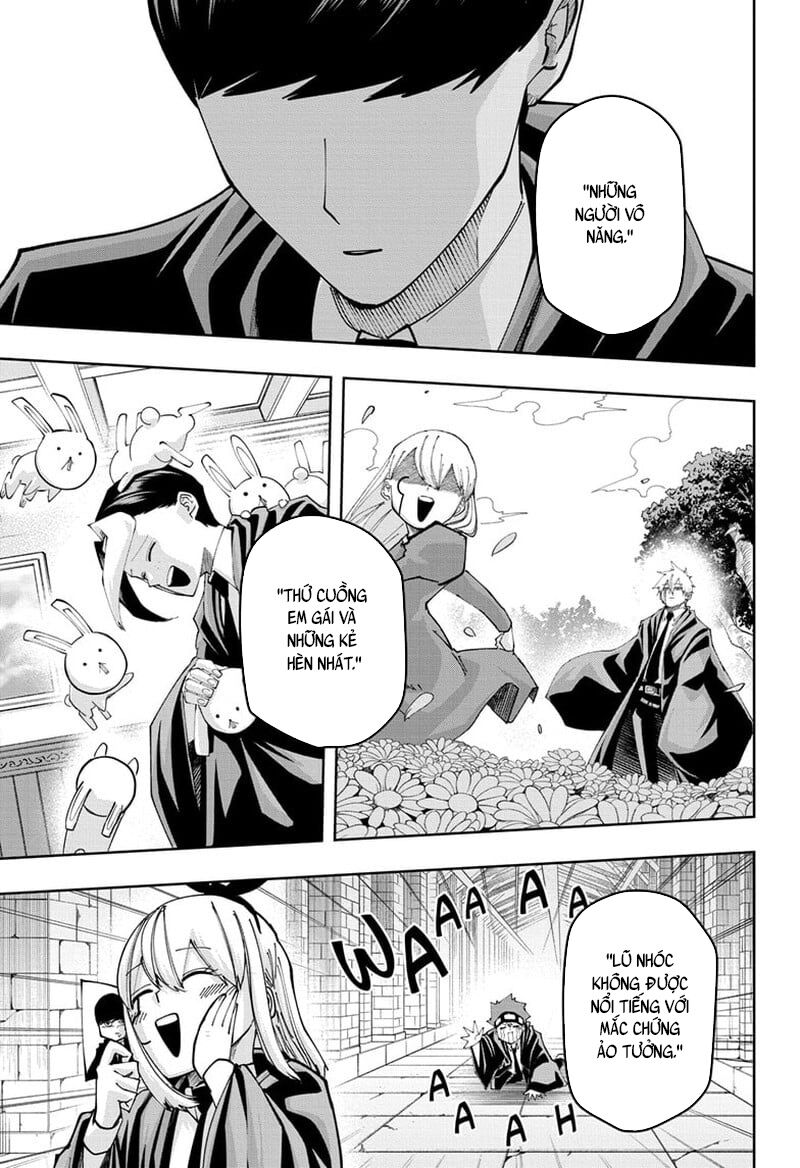 "NHỮNG
NGƯỜI VÔ
NĂNG."
"THỨ CUỒNG
EM GÁI VÀ
NHỮNG KẺ
HÈN NHÁT."
WAAAAA
"LŨ NHÓC
KHÔNG ĐƯỢC
NỔI TIẾNG VỚI
MẮC CHỨNG
ẢO TƯỞNG."
AAAAH